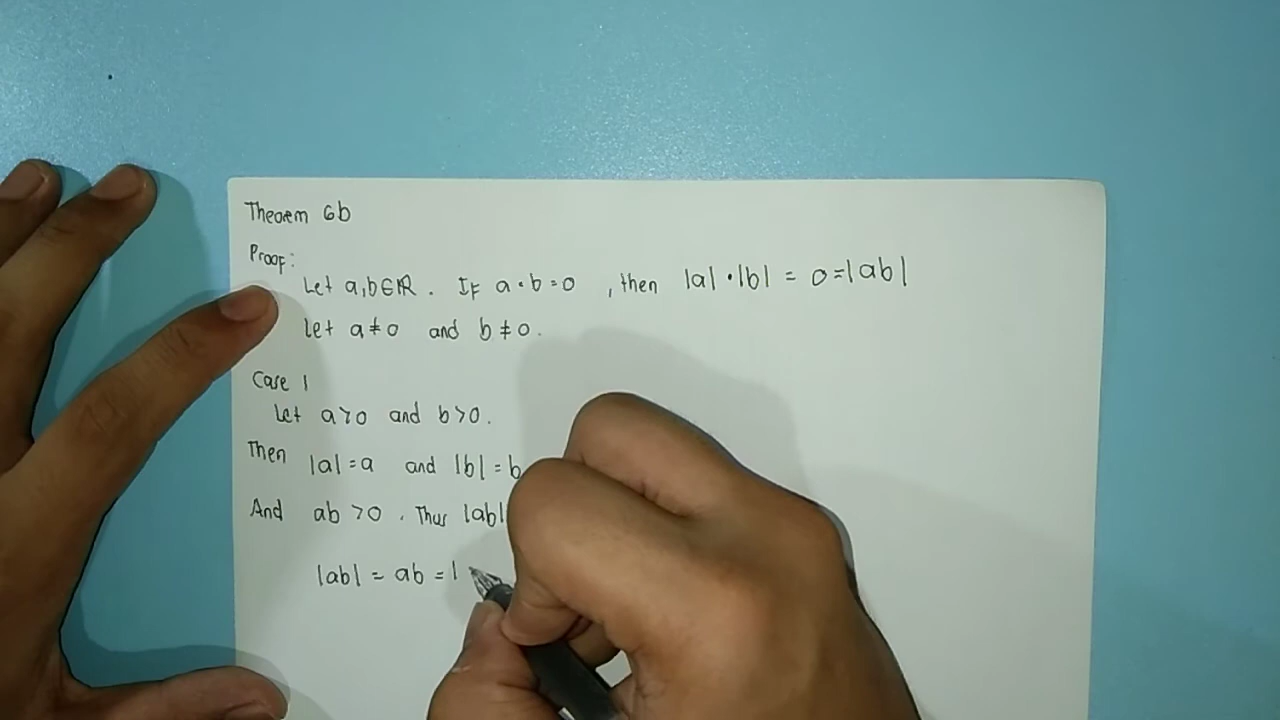 Theorem 6b
Proof:
Let a,b∈ℝ. If a·b=0, then |a|·|b| = 0=|ab|
Let a≠0 and b≠0.
Case 1
Let a>0 and b>0.
Then |a|=a and |b|=b
And ab>0. Thus |ab|
|ab| = ab = |